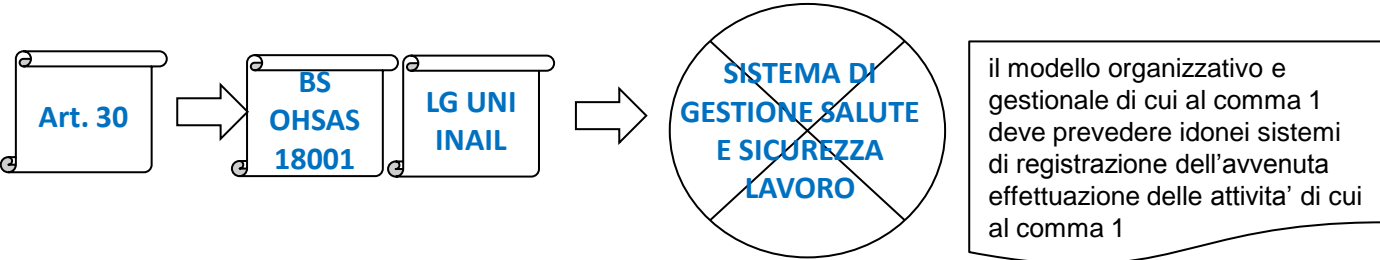 Art. 30
BS
OHSAS
18001
LG UNI
INAIL
SISTEMA DI
GESTIONE SALUTE
E SICUREZZA
LAVORO
il modello organizzativo e
gestionale di cui al comma 1
deve prevedere idonei sistemi
di registrazione dell’avvenuta
effettuazione delle attivita’ di cui
al comma 1